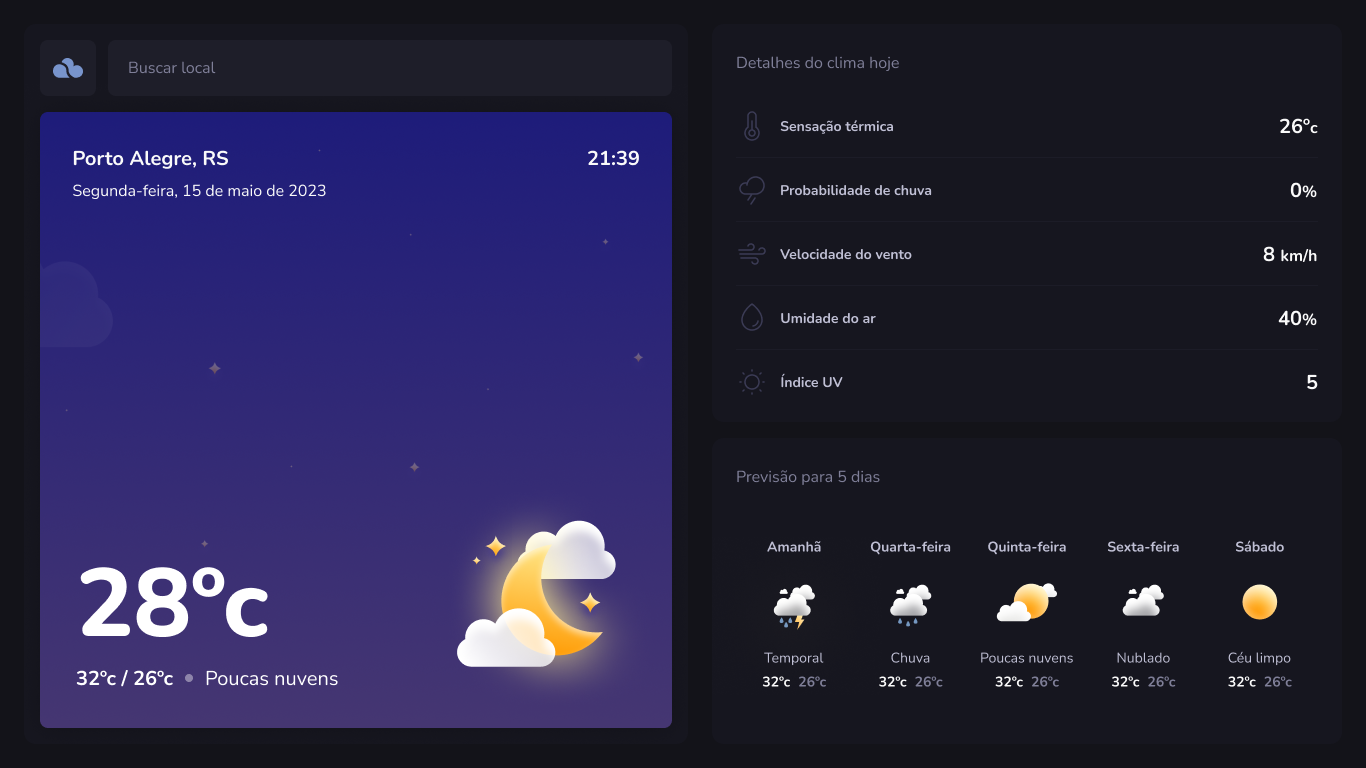 Buscar local
Porto Alegre, RS
21:39
Segunda-feira, 15 de maio de 2023
28ºc
32ºc / 26ºc
Poucas nuvens
Detalhes do clima hoje
Sensação térmica
26ºc
Probabilidade de chuva
0%
Velocidade do vento
8 km/h
Umidade do ar
40%
Índice UV
5
Previsão para 5 dias
Amanhã
Quarta-feira
Quinta-feira
Sexta-feira
Sábado
Temporal
Chuva
Poucas nuvens
Nublado
Céu limpo
32ºc 26ºc
32ºc 26ºc
32ºc 26ºc
32ºc 26ºc
32ºc 26ºc